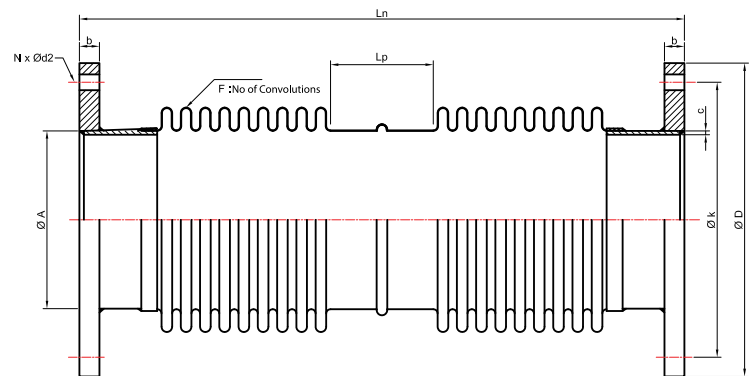 Ln
b
b
N x Ød2
Lp
F :No of Convolutions
c
Ø A
Ø k
Ø D